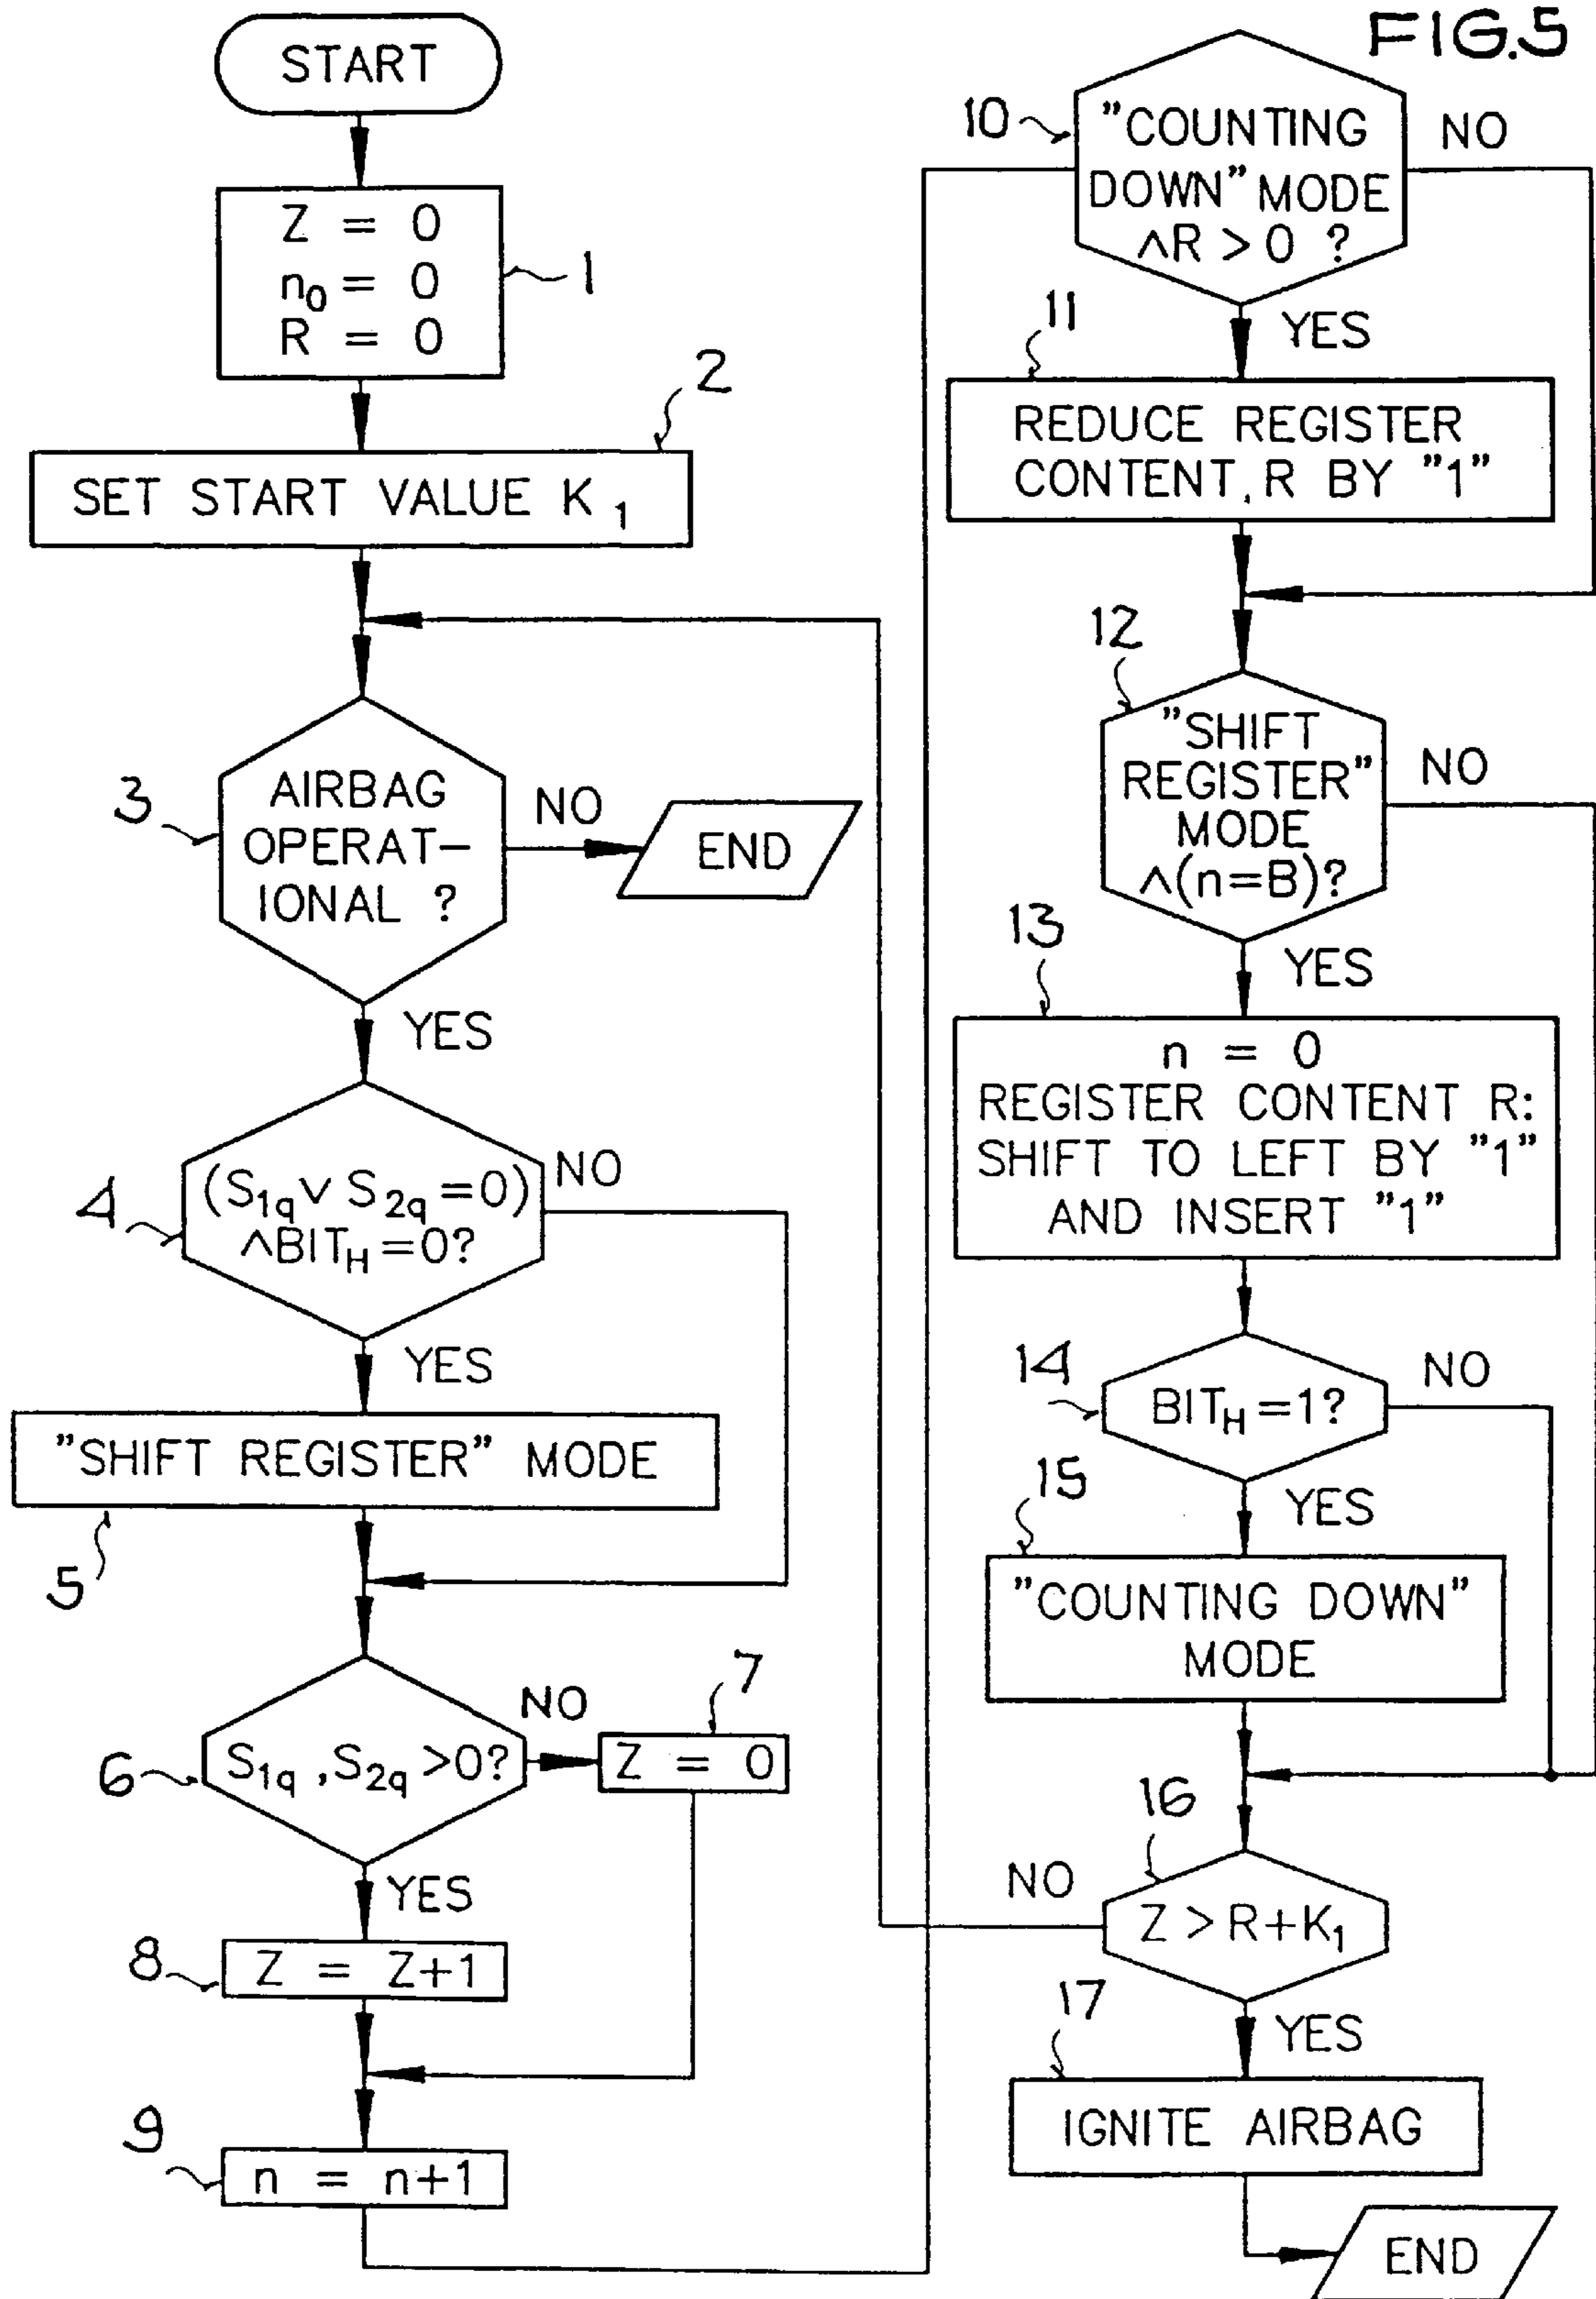 FIG.5
START
Z = 0
n₀ = 0
R = 0
1
2
SET START VALUE K₁
3
AIRBAG
OPERAT-
IONAL ?
NO
END
YES
4
(S₁q ∨ S₂q = 0)
∧BIT_H = 0?
NO
YES
"SHIFT REGISTER" MODE
5
6
S₁q , S₂q > 0?
NO
7
Z = 0
YES
8
Z = Z+1
9
n = n+1
10
"COUNTING
DOWN" MODE
∧R > 0 ?
NO
YES
11
REDUCE REGISTER
CONTENT, R BY "1"
12
"SHIFT
REGISTER"
MODE
∧(n=B)?
NO
YES
13
n = 0
REGISTER CONTENT R:
SHIFT TO LEFT BY "1"
AND INSERT "1"
14
BIT_H = 1?
NO
YES
15
"COUNTING DOWN"
MODE
16
NO
Z > R+K₁
YES
17
IGNITE AIRBAG
END